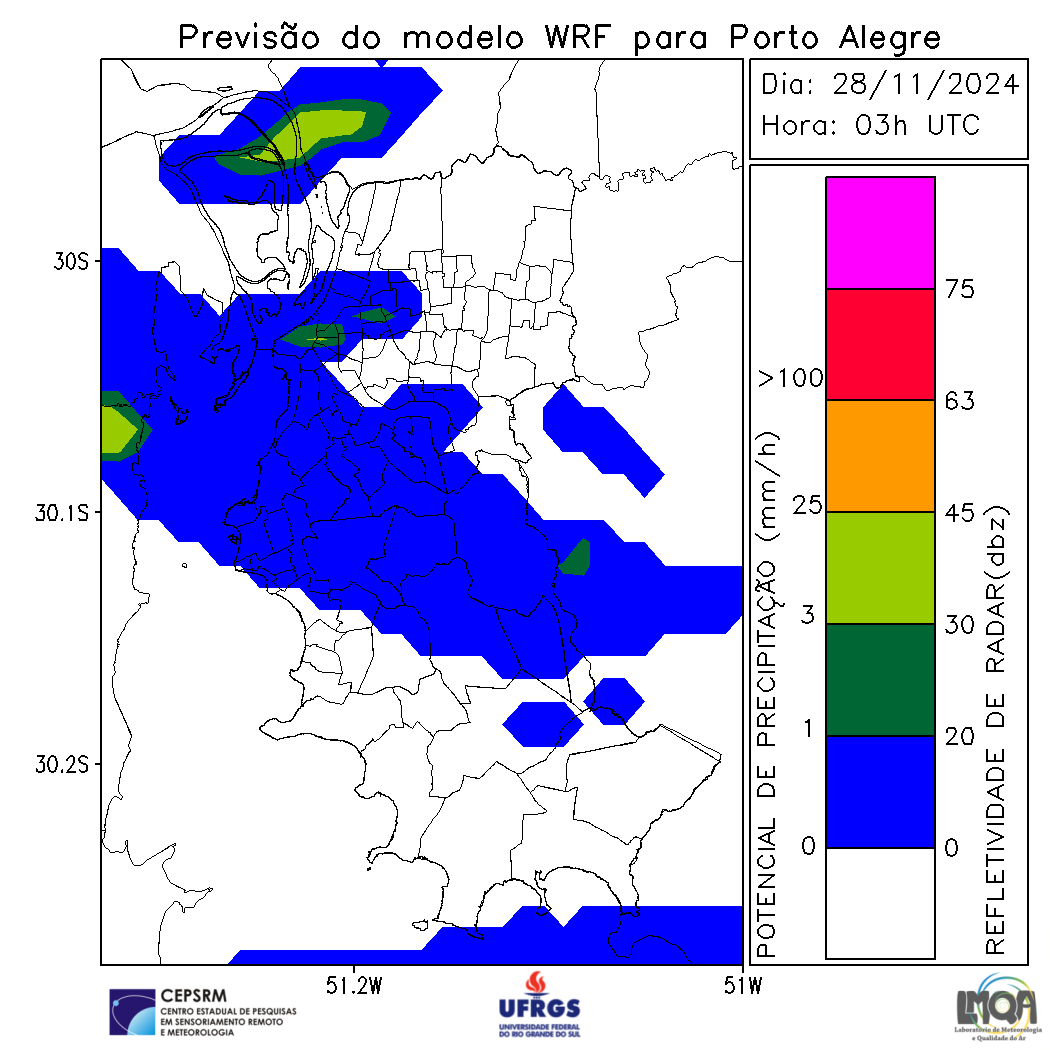 Previsão do modelo WRF para Porto Alegre
Dia: 28/11/2024
Hora: 03h UTC
30S
30.1S
30.2S
51.2W
51W
POTENCIAL DE PRECIPITAÇÃO (mm/h)
>100
25
3
1
0
75
63
45
30
20
0
REFLETIVIDADE DE RADAR(dbz)
CEPSRM
CENTRO ESTADUAL DE PESQUISAS
EM SENSORIAMENTO REMOTO
E METEOROLOGIA
UFRGS
UNIVERSIDADE FEDERAL
DO RIO GRANDE DO SUL
LMQA
Laboratório de Meteorologia
e Qualidade do Ar